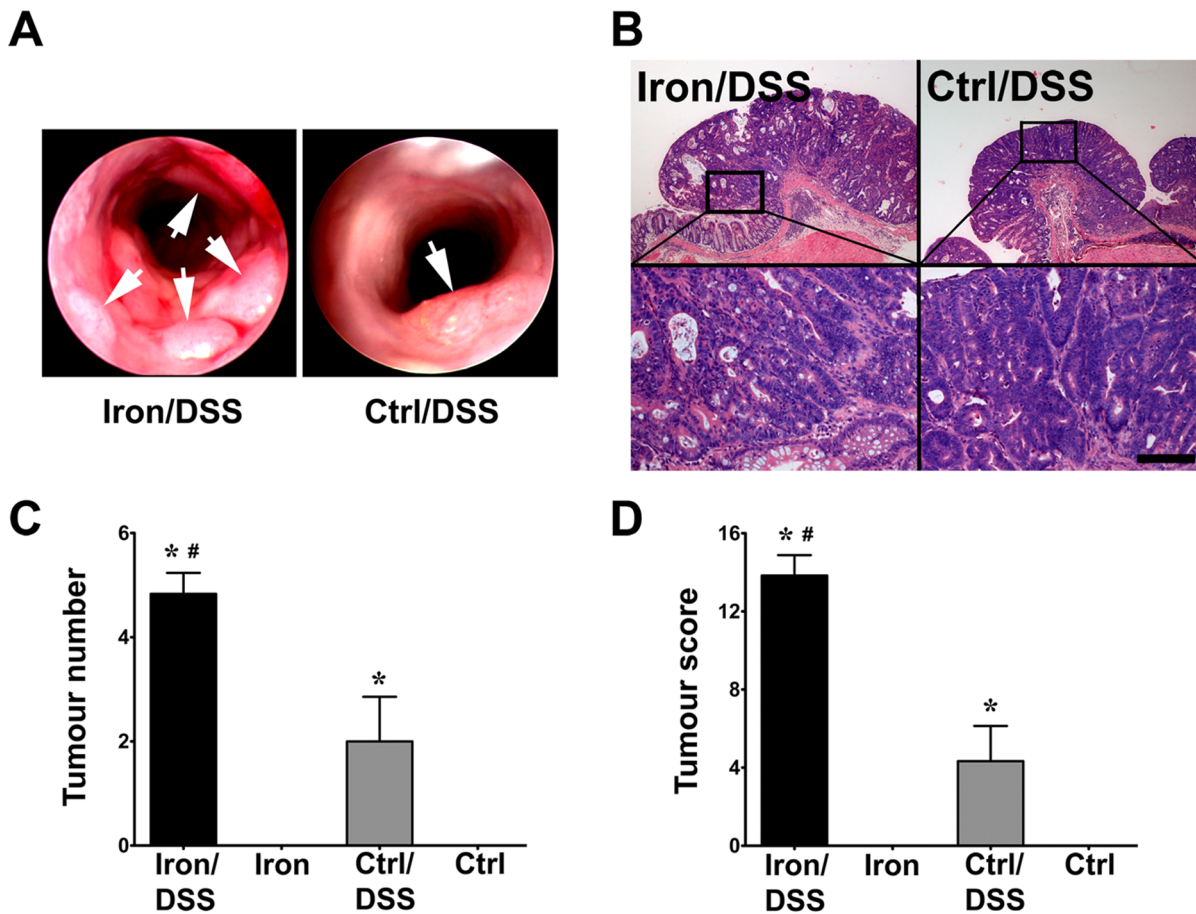 A
Iron/DSS
Ctrl/DSS
B
Iron/DSS
Ctrl/DSS
C
Tumour number
6
4
2
0
* #
*
Iron/
DSS
Iron
Ctrl/
DSS
Ctrl
D
Tumour score
16
12
8
4
0
* #
*
Iron/
DSS
Iron
Ctrl/
DSS
Ctrl